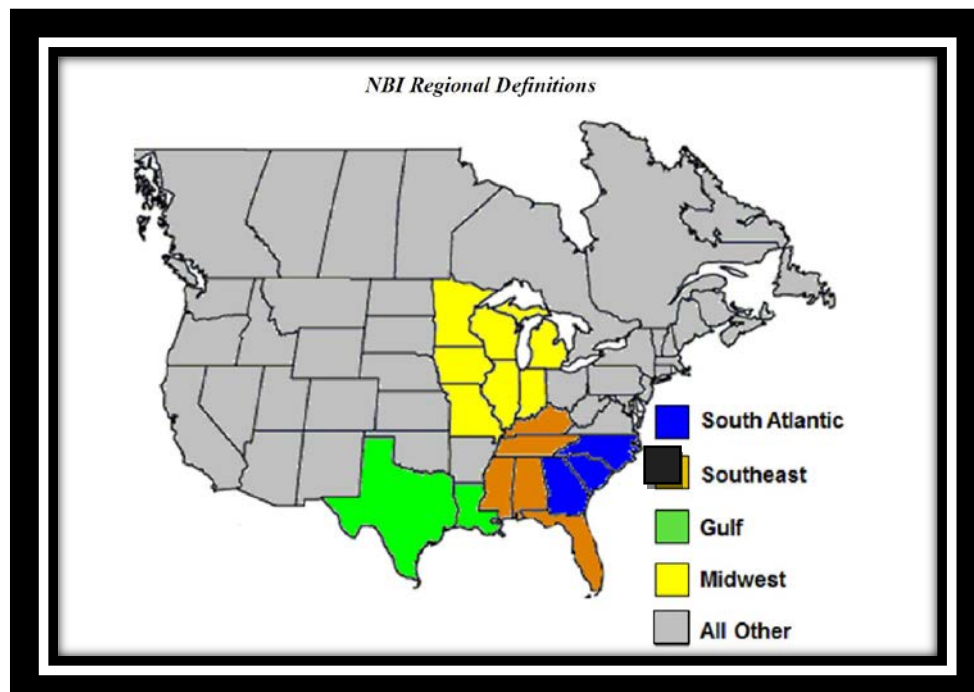 NBI Regional Definitions
South Atlantic
Southeast
Gulf
Midwest
All Other